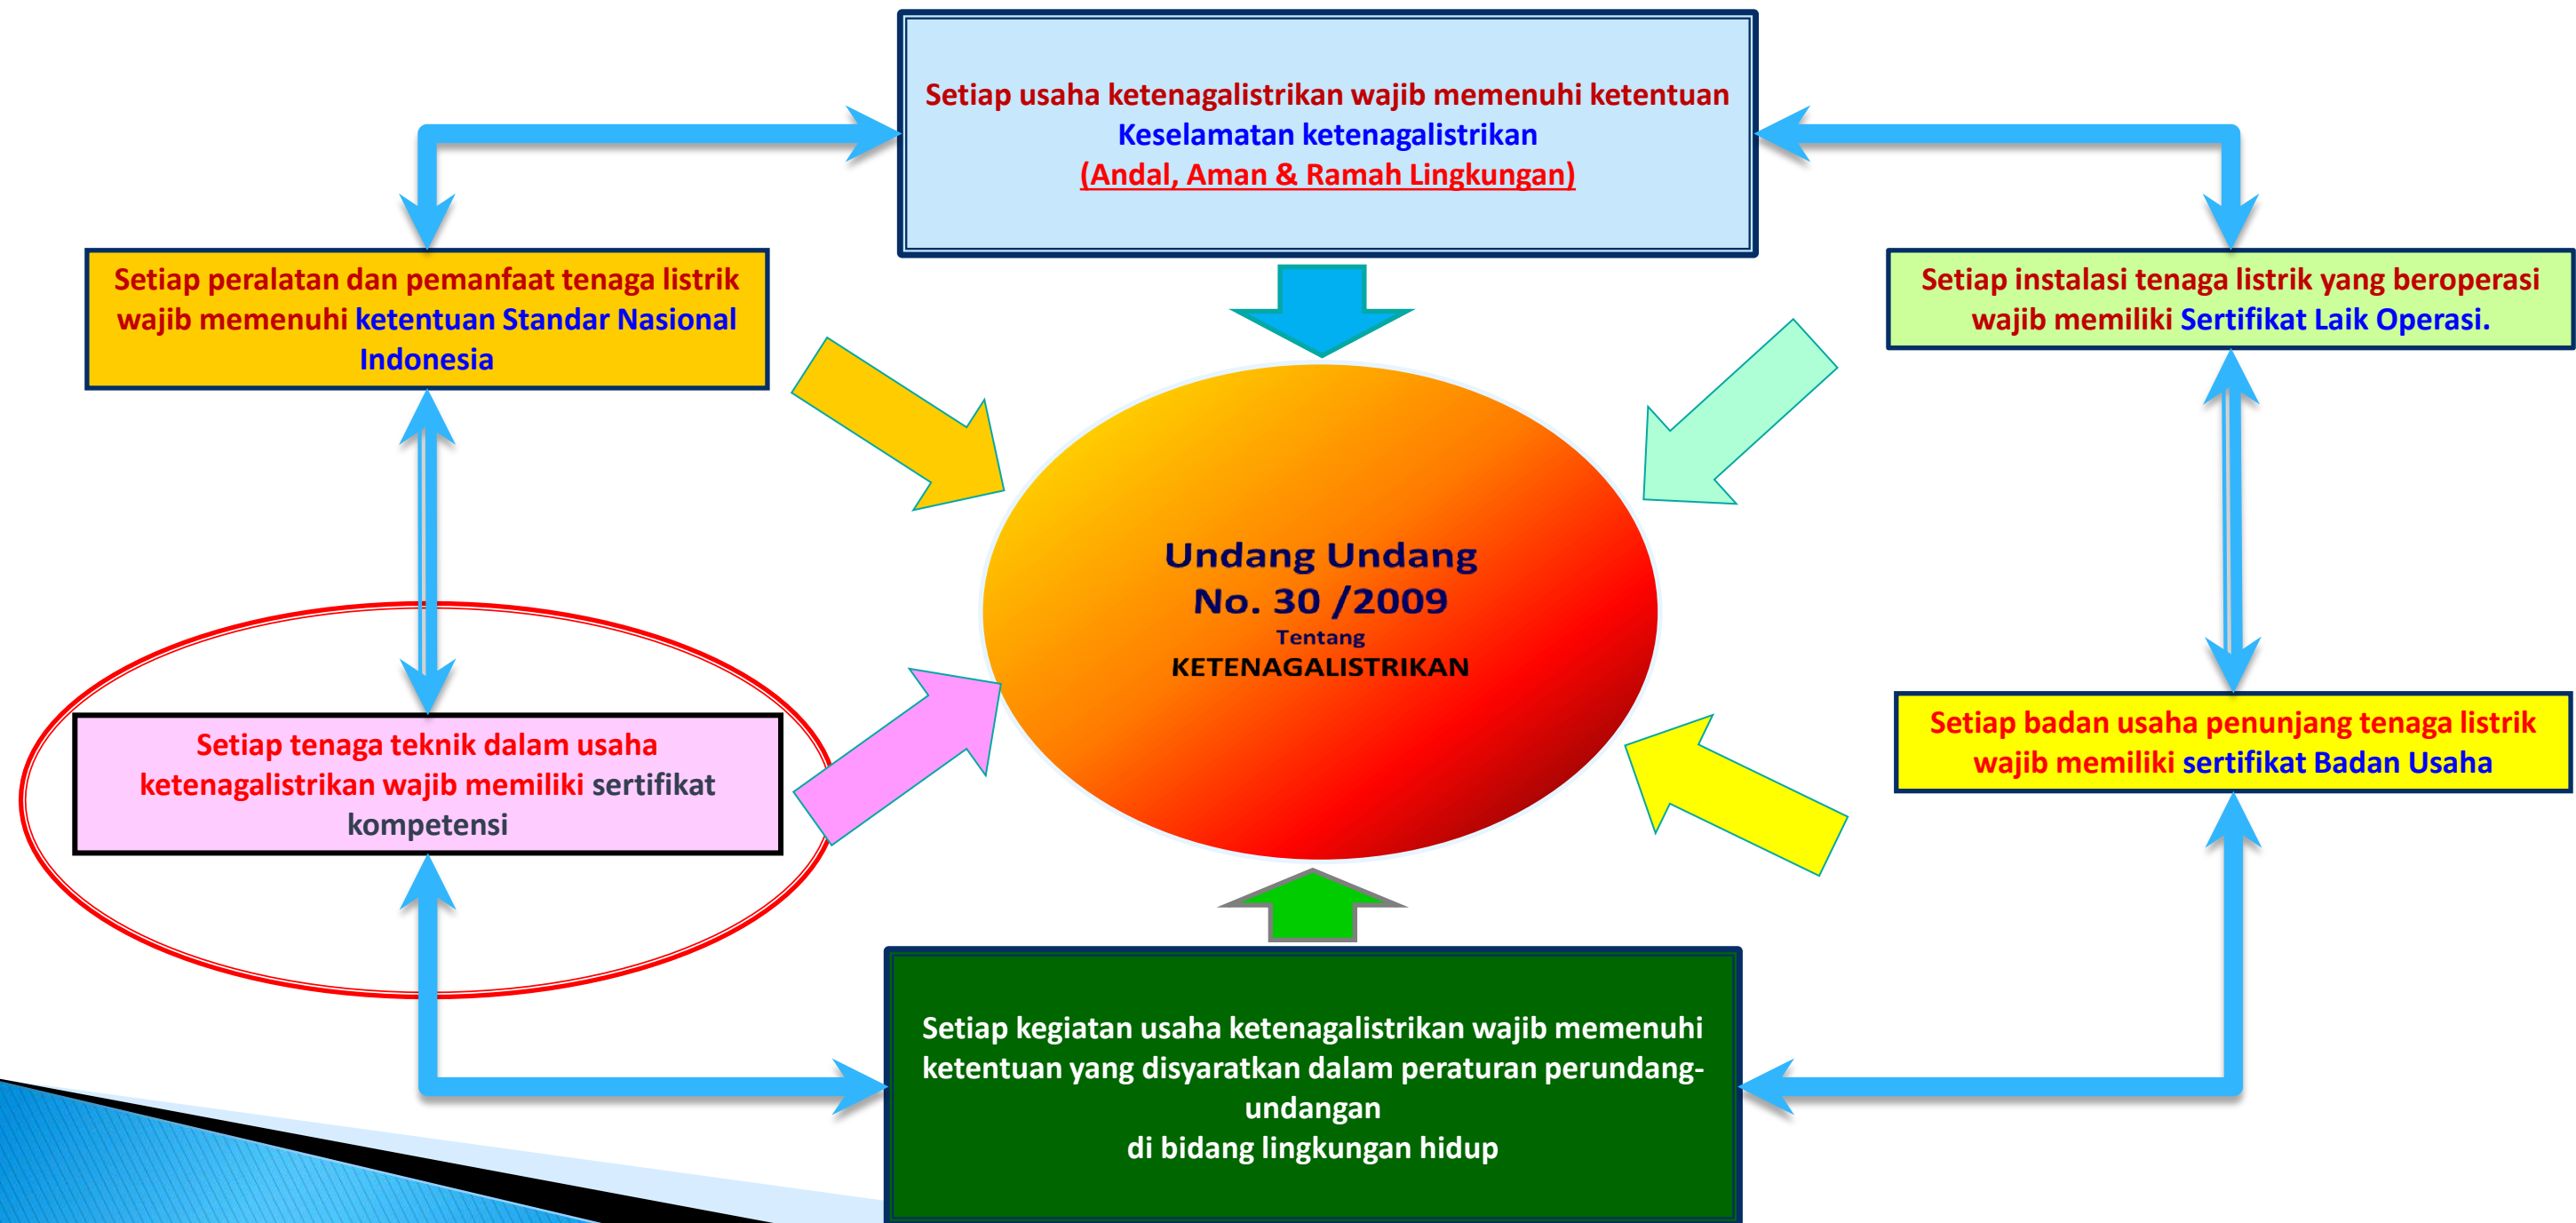 Setiap usaha ketenagalistrikan wajib memenuhi ketentuan
Keselamatan ketenagalistrikan
(Andal, Aman & Ramah Lingkungan)
Setiap peralatan dan pemanfaat tenaga listrik
wajib memenuhi ketentuan Standar Nasional
Indonesia
Setiap instalasi tenaga listrik yang beroperasi
wajib memiliki Sertifikat Laik Operasi.
Undang Undang
No. 30 /2009
Tentang
KETENAGALISTRIKAN
Setiap tenaga teknik dalam usaha
ketenagalistrikan wajib memiliki sertifikat
kompetensi
Setiap badan usaha penunjang tenaga listrik
wajib memiliki sertifikat Badan Usaha
Setiap kegiatan usaha ketenagalistrikan wajib memenuhi
ketentuan yang disyaratkan dalam peraturan perundang-
undangan
di bidang lingkungan hidup